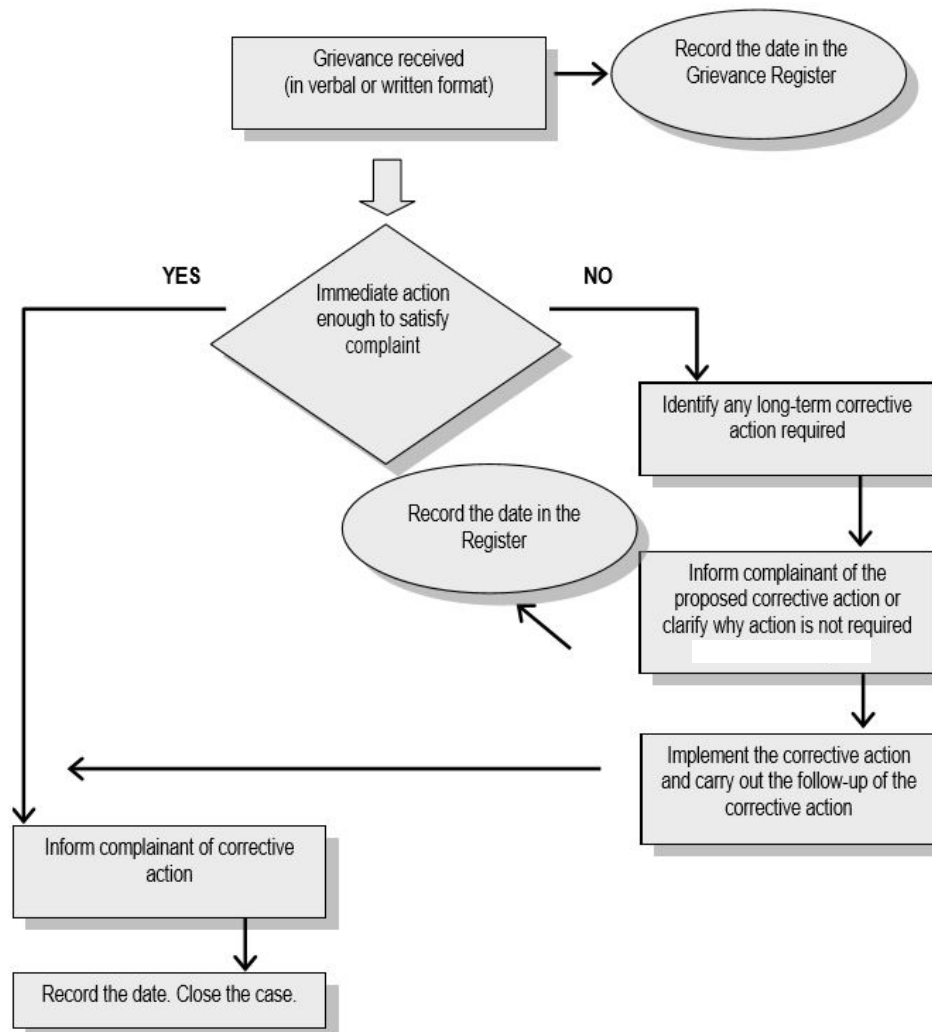 Grievance received
(in verbal or written format)
Record the date in the
Grievance Register
YES
NO
Immediate action
enough to satisfy
complaint
Identify any long-term corrective
action required
Record the date in the
Register
Inform complainant of the
proposed corrective action or
clarify why action is not required
Implement the corrective action
and carry out the follow-up of the
corrective action
Inform complainant of corrective
action
Record the date. Close the case.